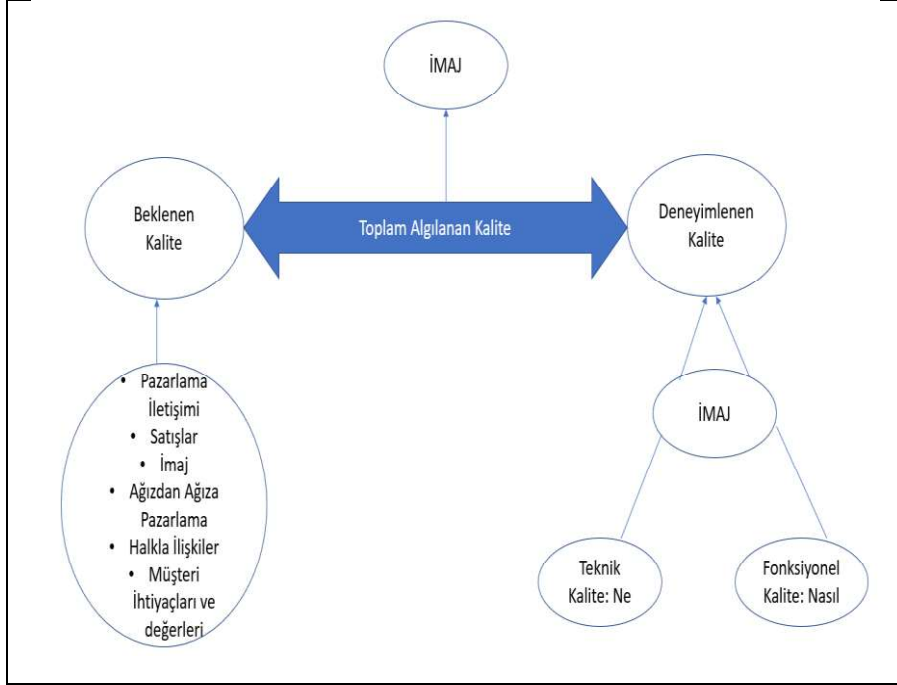 İMAJ
Beklenen
Kalite
Toplam Algılanan Kalite
Deneyimlenen
Kalite
• Pazarlama
İletişimi
• Satışlar
• İmaj
• Ağızdan Ağıza
Pazarlama
• Halkla İlişkiler
• Müşteri
İhtiyaçları ve
değerleri
İMAJ
Teknik
Kalite: Ne
Fonksiyonel
Kalite: Nasıl